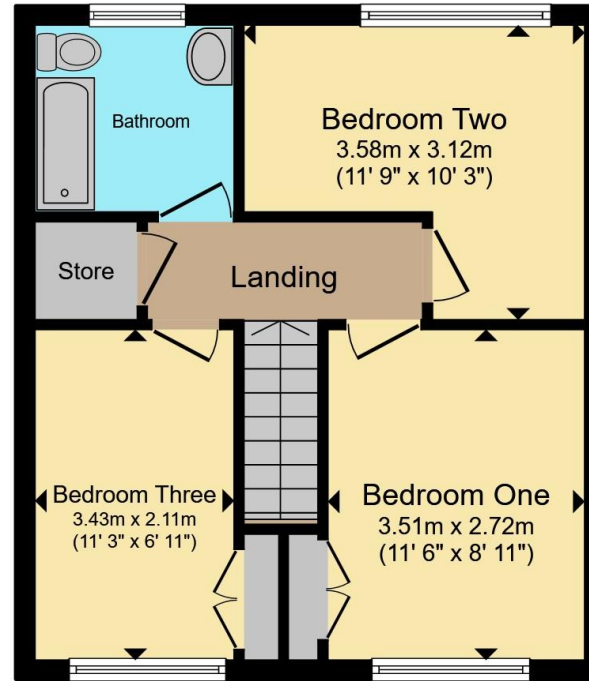 Bathroom
Bedroom Two
3.58m x 3.12m
(11' 9" x 10' 3")
Store
Landing
Bedroom Three
3.43m x 2.11m
(11' 3" x 6' 11")
Bedroom One
3.51m x 2.72m
(11' 6" x 8' 11")